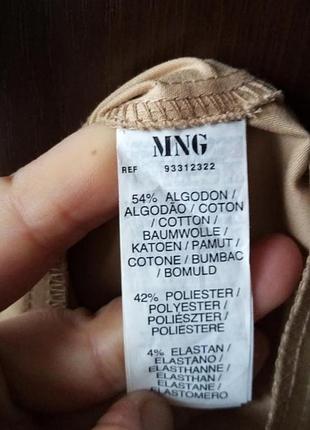 MNG
REF 93312322
54% ALGODON /
ALGODÃO / COTON
/ COTTON /
BAUMWOLLE /
KATOEN / PAMUT /
COTONE / BUMBAC
/ BOMULD
42% POLIESTER /
POLYESTER /
POLIÉSZTER /
POLIESTERE
4% ELASTAN /
ELASTANO /
ELASTHANNE /
ELASTHAN /
ELASTANE /
ELASTOMERO